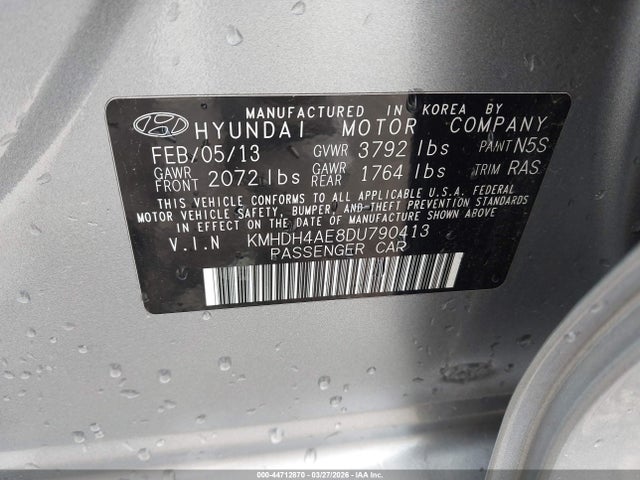 MANUFACTURED IN KOREA BY
HYUNDAI MOTOR COMPANY
FEB/05/13 GVWR 3792 lbs PAINT N5S
GAWR FRONT 2072 lbs GAWR REAR 1764 lbs TRIM RAS
THIS VEHICLE CONFORMS TO ALL APPLICABLE U.S.A. FEDERAL
MOTOR VEHICLE SAFETY, BUMPER, AND THEFT PREVENTION STANDARDS
IN EFFECT ON THE DATE OF MANUFACTURE SHOWN ABOVE
V.I.N KMHDH4AE8DU790413
PASSENGER CAR
000-44712870 | 03/27/2026 | IAA Inc.